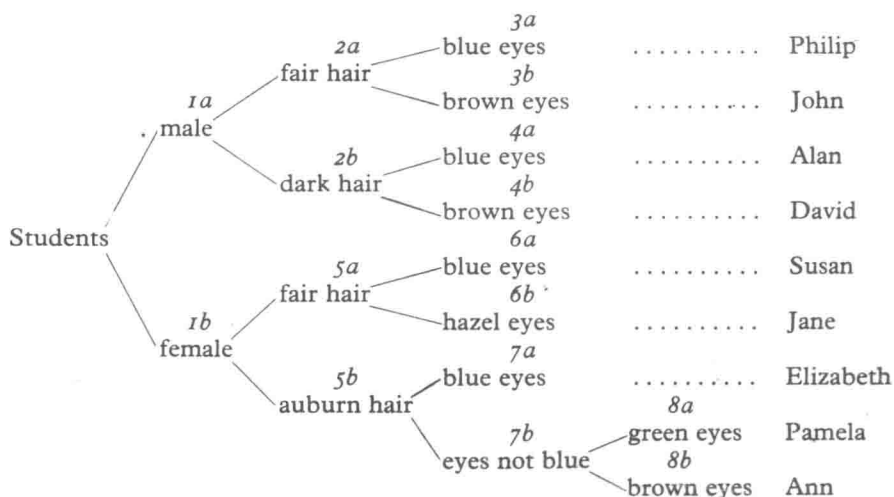 3a
blue eyes .......... Philip
2a
fair hair
3b
brown eyes .......... John
1a
male
4a
blue eyes .......... Alan
2b
dark hair
4b
brown eyes .......... David
Students
6a
blue eyes .......... Susan
5a
fair hair
6b
hazel eyes .......... Jane
1b
female
7a
blue eyes .......... Elizabeth
5b
auburn hair
8a
green eyes Pamela
7b
eyes not blue
8b
brown eyes Ann